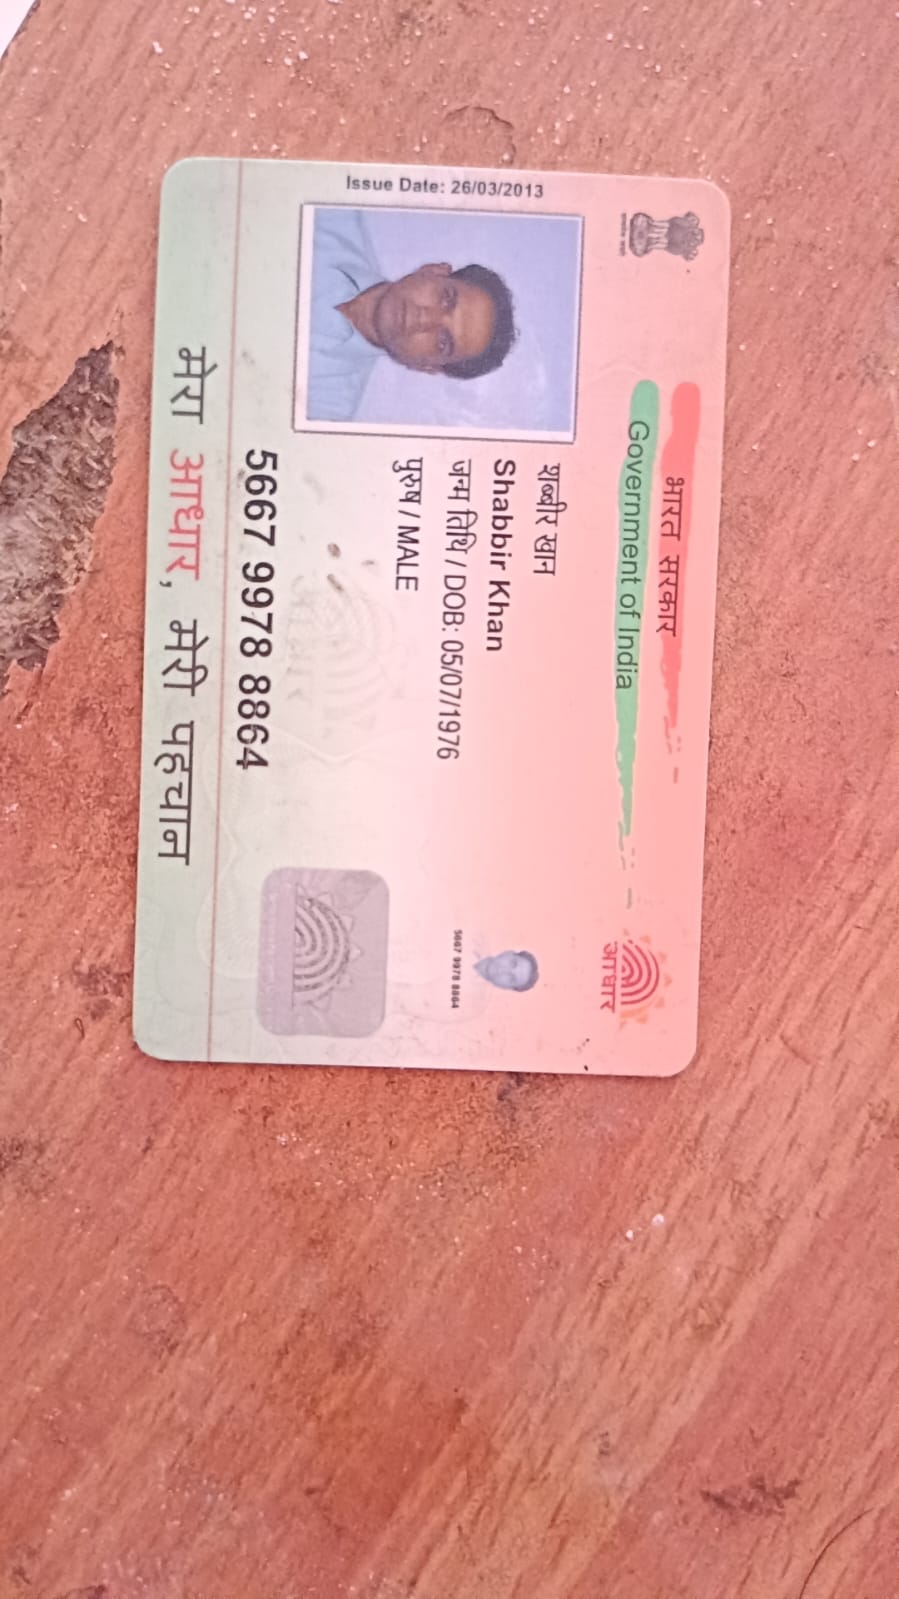 भारत सरकार
Government of India
आधार
Issue Date: 26/03/2013
शब्बीर खान
Shabbir Khan
जन्म तिथि / DOB: 05/07/1976
पुरुष / MALE
5667 9978 8864
5667 9978 8864
मेरा आधार, मेरी पहचान